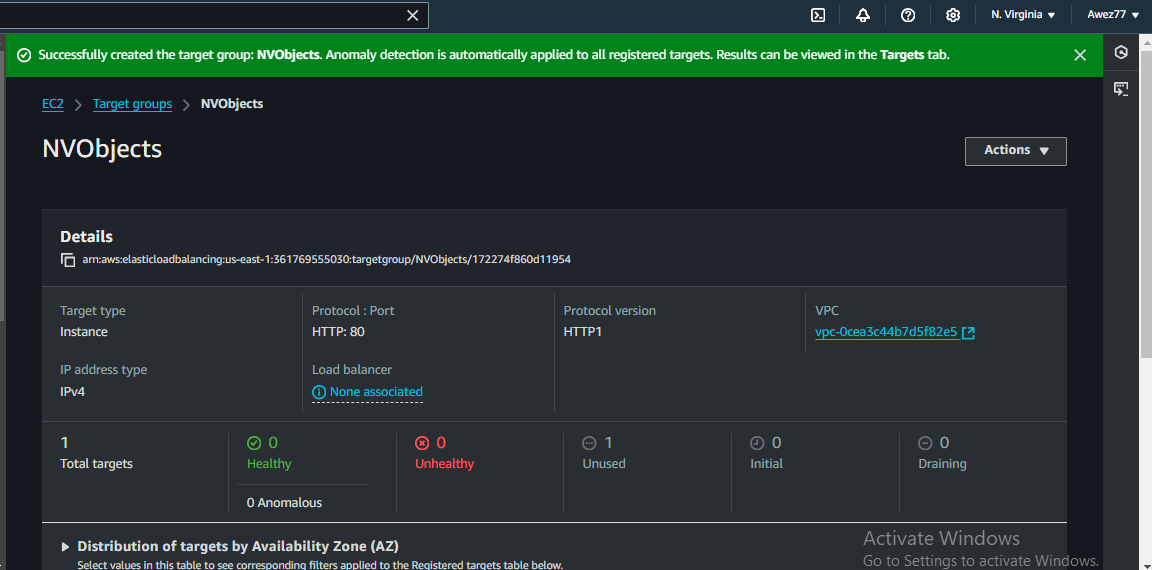 N. Virginia ▼
Awez77 ▼
Successfully created the target group: NVObjects. Anomaly detection is automatically applied to all registered targets. Results can be viewed in the Targets tab.
EC2 > Target groups > NVObjects
NVObjects
Actions ▼
Details
arn:aws:elasticloadbalancing:us-east-1:361769555030:targetgroup/NVObjects/172274f860d11954
Target type
Instance
Protocol : Port
HTTP: 80
Protocol version
HTTP1
VPC
vpc-0cea3c44b7d5f82e5
IP address type
IPv4
Load balancer
None associated
1
Total targets
0
Healthy
0 Anomalous
0
Unhealthy
1
Unused
0
Initial
0
Draining
Distribution of targets by Availability Zone (AZ)
Select values in this table to see corresponding filters applied to the Registered targets table below.
Activate Windows
Go to Settings to activate Windows.